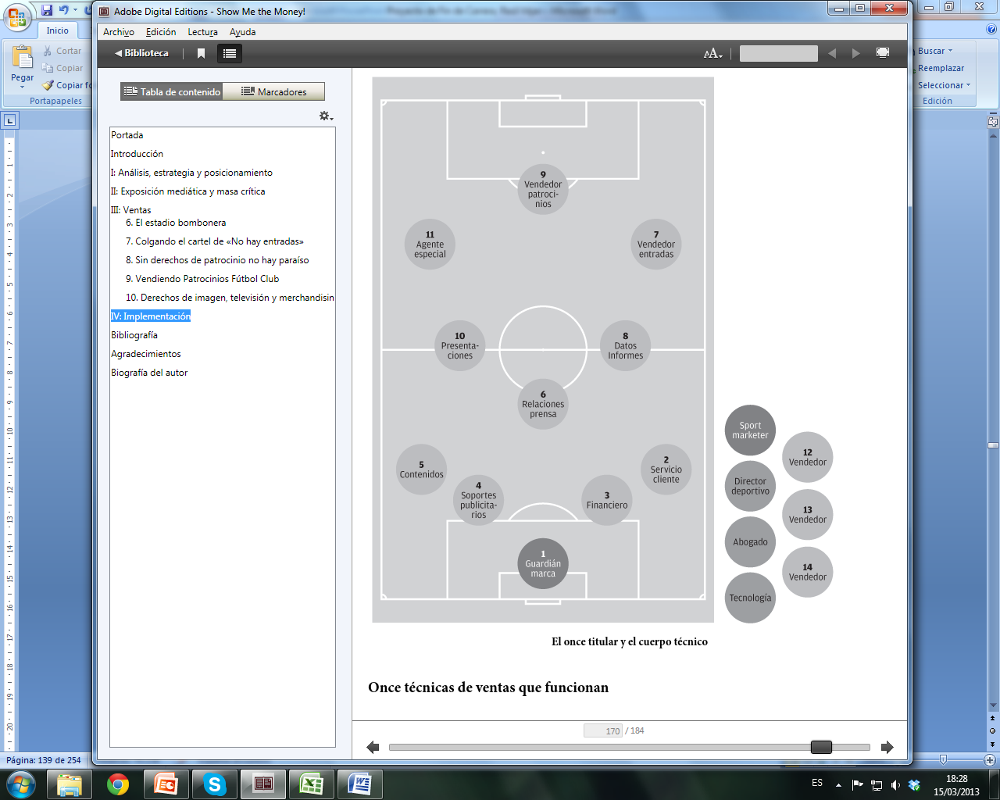 Adobe Digital Editions - Show Me the Money!
Inicio
Cortar
Copiar
Copiar fo
Pegar
Portapapeles
Buscar
Reemplazar
Seleccionar
Edición
Archivo Edición Lectura Ayuda
Biblioteca
Tabla de contenido Marcadores
Portada
Introducción
I: Análisis, estrategia y posicionamiento
II: Exposición mediática y masa crítica
III: Ventas
6. El estadio bombonera
7. Colgando el cartel de «No hay entradas»
8. Sin derechos de patrocinio no hay paraíso
9. Vendiendo Patrocinios Fútbol Club
10. Derechos de imagen, televisión y merchandisin
IV: Implementación
Bibliografía
Agradecimientos
Biografía del autor
9
Vendedor
patroci-
nios
11
Agente
especial
7
Vendedor
entradas
10
Presenta-
ciones
8
Datos
Informes
6
Relaciones
prensa
5
Contenidos
4
Soportes
publicita-
rios
3
Financiero
2
Servicio
cliente
1
Guardián
marca
Sport
marketer
Director
deportivo
Abogado
Tecnología
12
Vendedor
13
Vendedor
14
Vendedor
El once titular y el cuerpo técnico
Once técnicas de ventas que funcionan
170 / 184
Página: 139 de 254
ES
18:28
15/03/2013